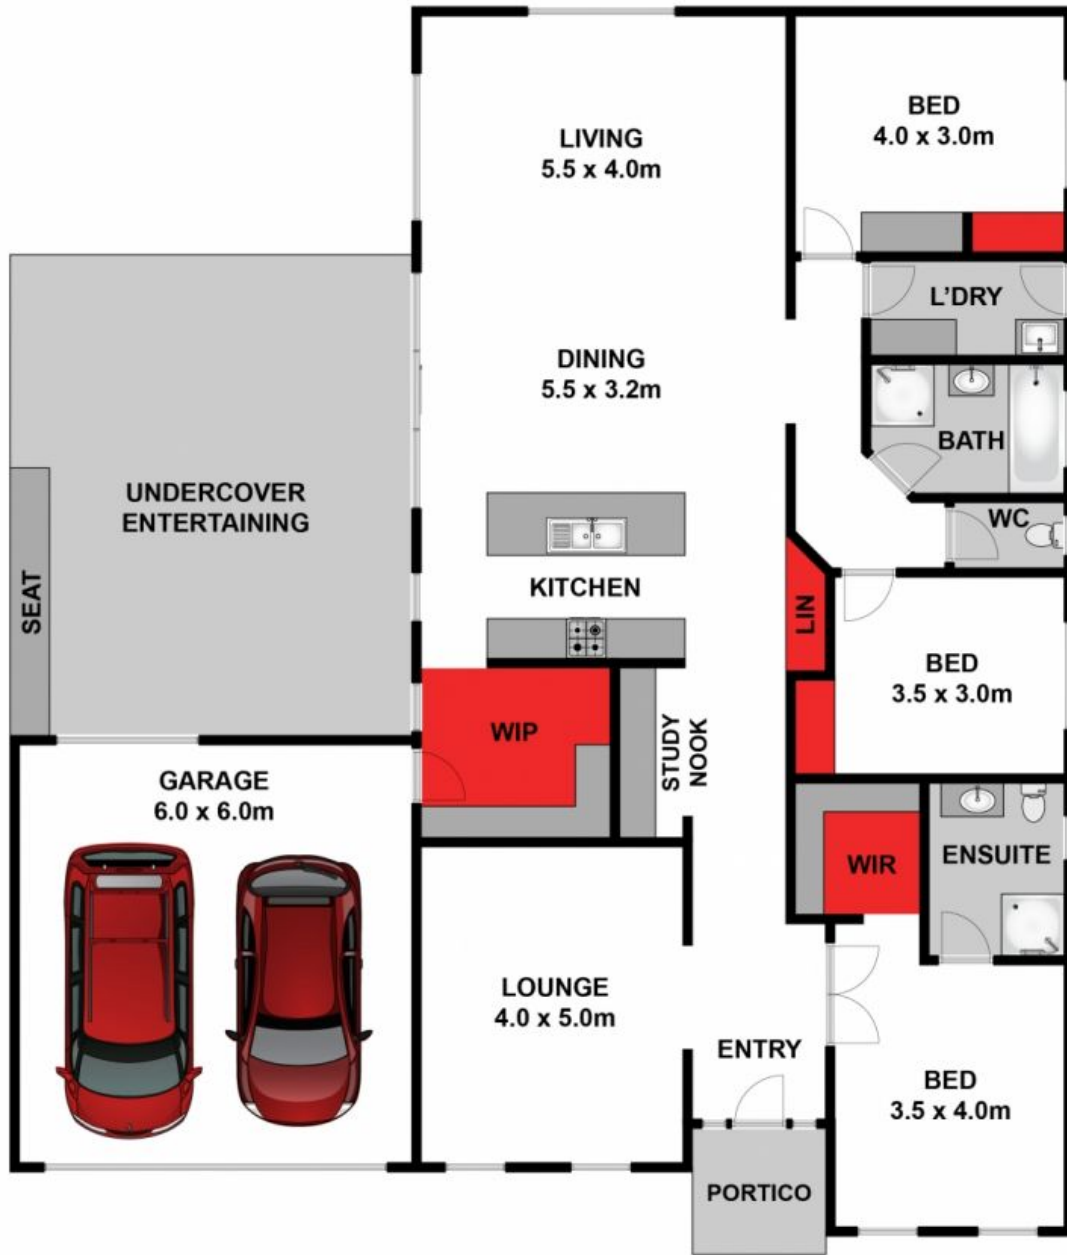 LIVING
5.5 x 4.0m
BED
4.0 x 3.0m
L'DRY
DINING
5.5 x 3.2m
BATH
UNDERCOVER
ENTERTAINING
WC
SEAT
KITCHEN
LIN
BED
3.5 x 3.0m
WIP
STUDY
NOOK
GARAGE
6.0 x 6.0m
WIR
ENSUITE
LOUNGE
4.0 x 5.0m
ENTRY
BED
3.5 x 4.0m
PORTICO